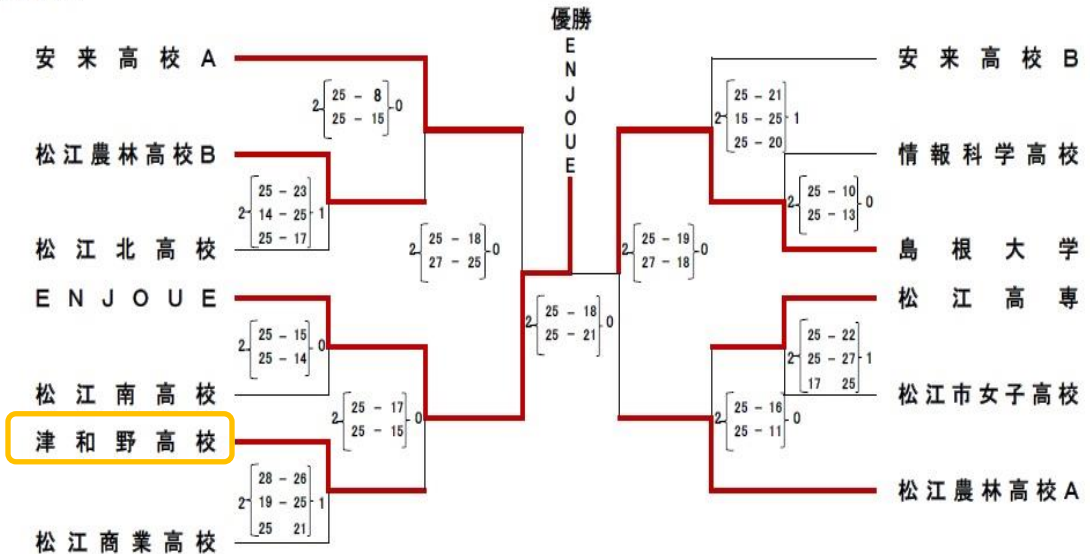 優勝
ENJOUE
安来高校A
2 25 - 8 0
25 - 15
松江農林高校B
25 - 23
2 14 - 25 1
25 - 17
松江北高校
2 25 - 18 0
27 - 25
ENJOUE
2 25 - 15 0
25 - 14
松江南高校
2 25 - 17 0
25 - 15
津和野高校
28 - 26
2 19 - 25 1
25 21
松江商業高校
2 25 - 18 0
25 - 21
安来高校B
25 - 21
2 15 - 25 1
25 - 20
情報科学高校
2 25 - 10 0
25 - 13
島根大学
2 25 - 19 0
27 - 18
松江高専
25 - 22
2 25 - 27 1
17 25
松江市女子高校
2 25 - 16 0
25 - 11
松江農林高校A